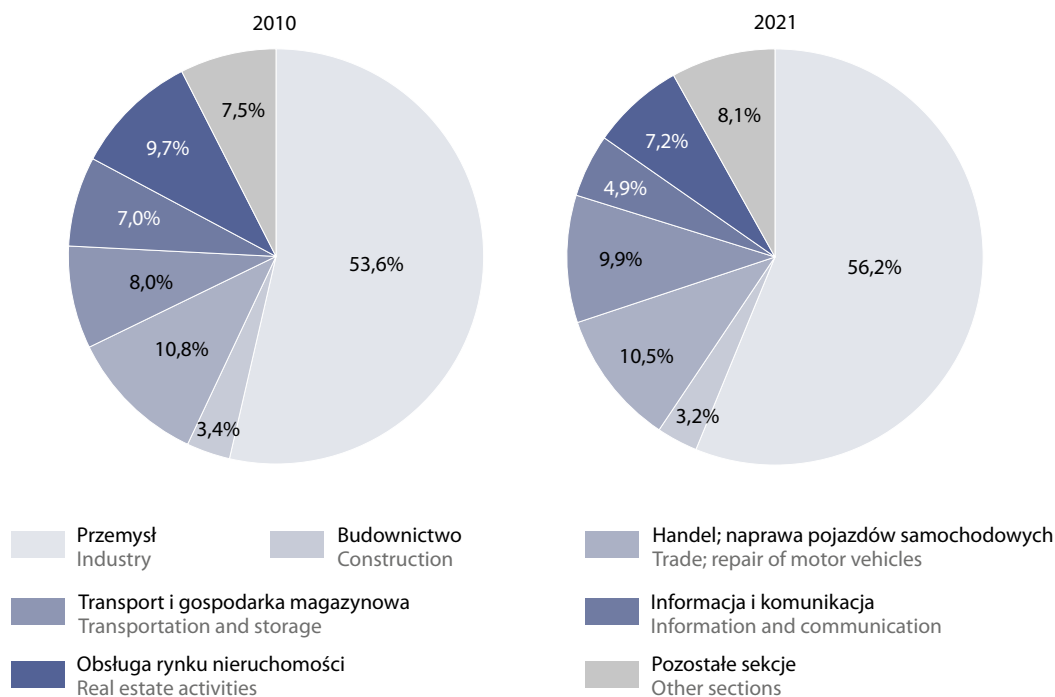 2010
7,5%
9,7%
7,0%
8,0%
10,8%
3,4%
53,6%
2021
8,1%
7,2%
4,9%
9,9%
10,5%
3,2%
56,2%
Przemysł
Industry
Budownictwo
Construction
Handel; naprawa pojazdów samochodowych
Trade; repair of motor vehicles
Transport i gospodarka magazynowa
Transportation and storage
Informacja i komunikacja
Information and communication
Obsługa rynku nieruchomości
Real estate activities
Pozostałe sekcje
Other sections